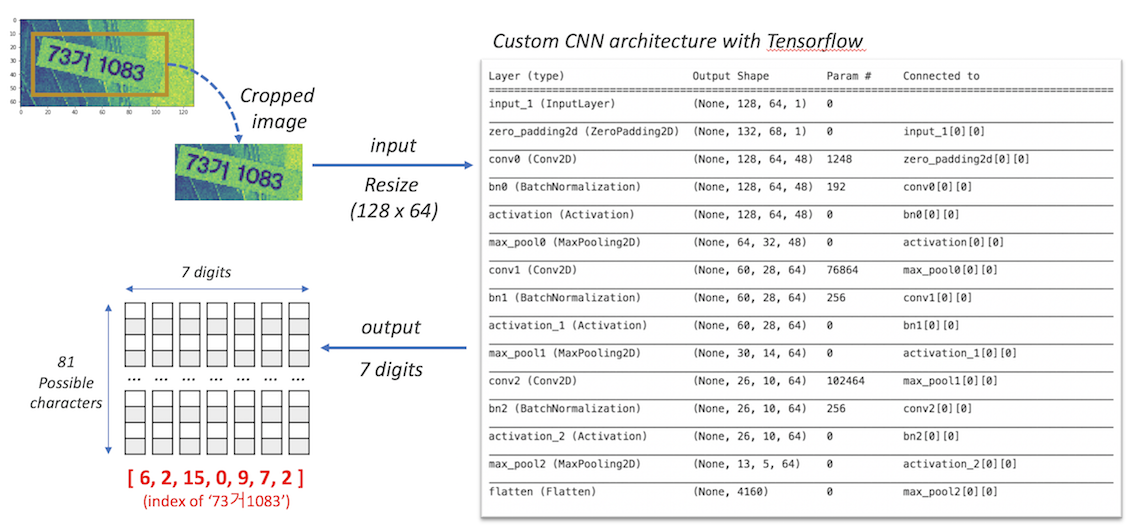 Custom CNN architecture with Tensorflow
0
10
20
30
40
50
60
0 20 40 60 80 100 120
73거 1083
Cropped
image
73거 1083
input
Resize
(128 x 64)
Layer (type) Output Shape Param # Connected to
input_1 (InputLayer) (None, 128, 64, 1) 0
zero_padding2d (ZeroPadding2D) (None, 132, 68, 1) 0 input_1[0][0]
conv0 (Conv2D) (None, 128, 64, 48) 1248 zero_padding2d[0][0]
bn0 (BatchNormalization) (None, 128, 64, 48) 192 conv0[0][0]
activation (Activation) (None, 128, 64, 48) 0 bn0[0][0]
max_pool0 (MaxPooling2D) (None, 64, 32, 48) 0 activation[0][0]
conv1 (Conv2D) (None, 60, 28, 64) 76864 max_pool0[0][0]
bn1 (BatchNormalization) (None, 60, 28, 64) 256 conv1[0][0]
activation_1 (Activation) (None, 60, 28, 64) 0 bn1[0][0]
max_pool1 (MaxPooling2D) (None, 30, 14, 64) 0 activation_1[0][0]
conv2 (Conv2D) (None, 26, 10, 64) 102464 max_pool1[0][0]
bn2 (BatchNormalization) (None, 26, 10, 64) 256 conv2[0][0]
activation_2 (Activation) (None, 26, 10, 64) 0 bn2[0][0]
max_pool2 (MaxPooling2D) (None, 13, 5, 64) 0 activation_2[0][0]
flatten (Flatten) (None, 4160) 0 max_pool2[0][0]
output
7 digits
7 digits
81
Possible
characters
... ... ... ... ... ... ...
[ 6, 2, 15, 0, 9, 7, 2 ]
(index of ‘73거1083’)